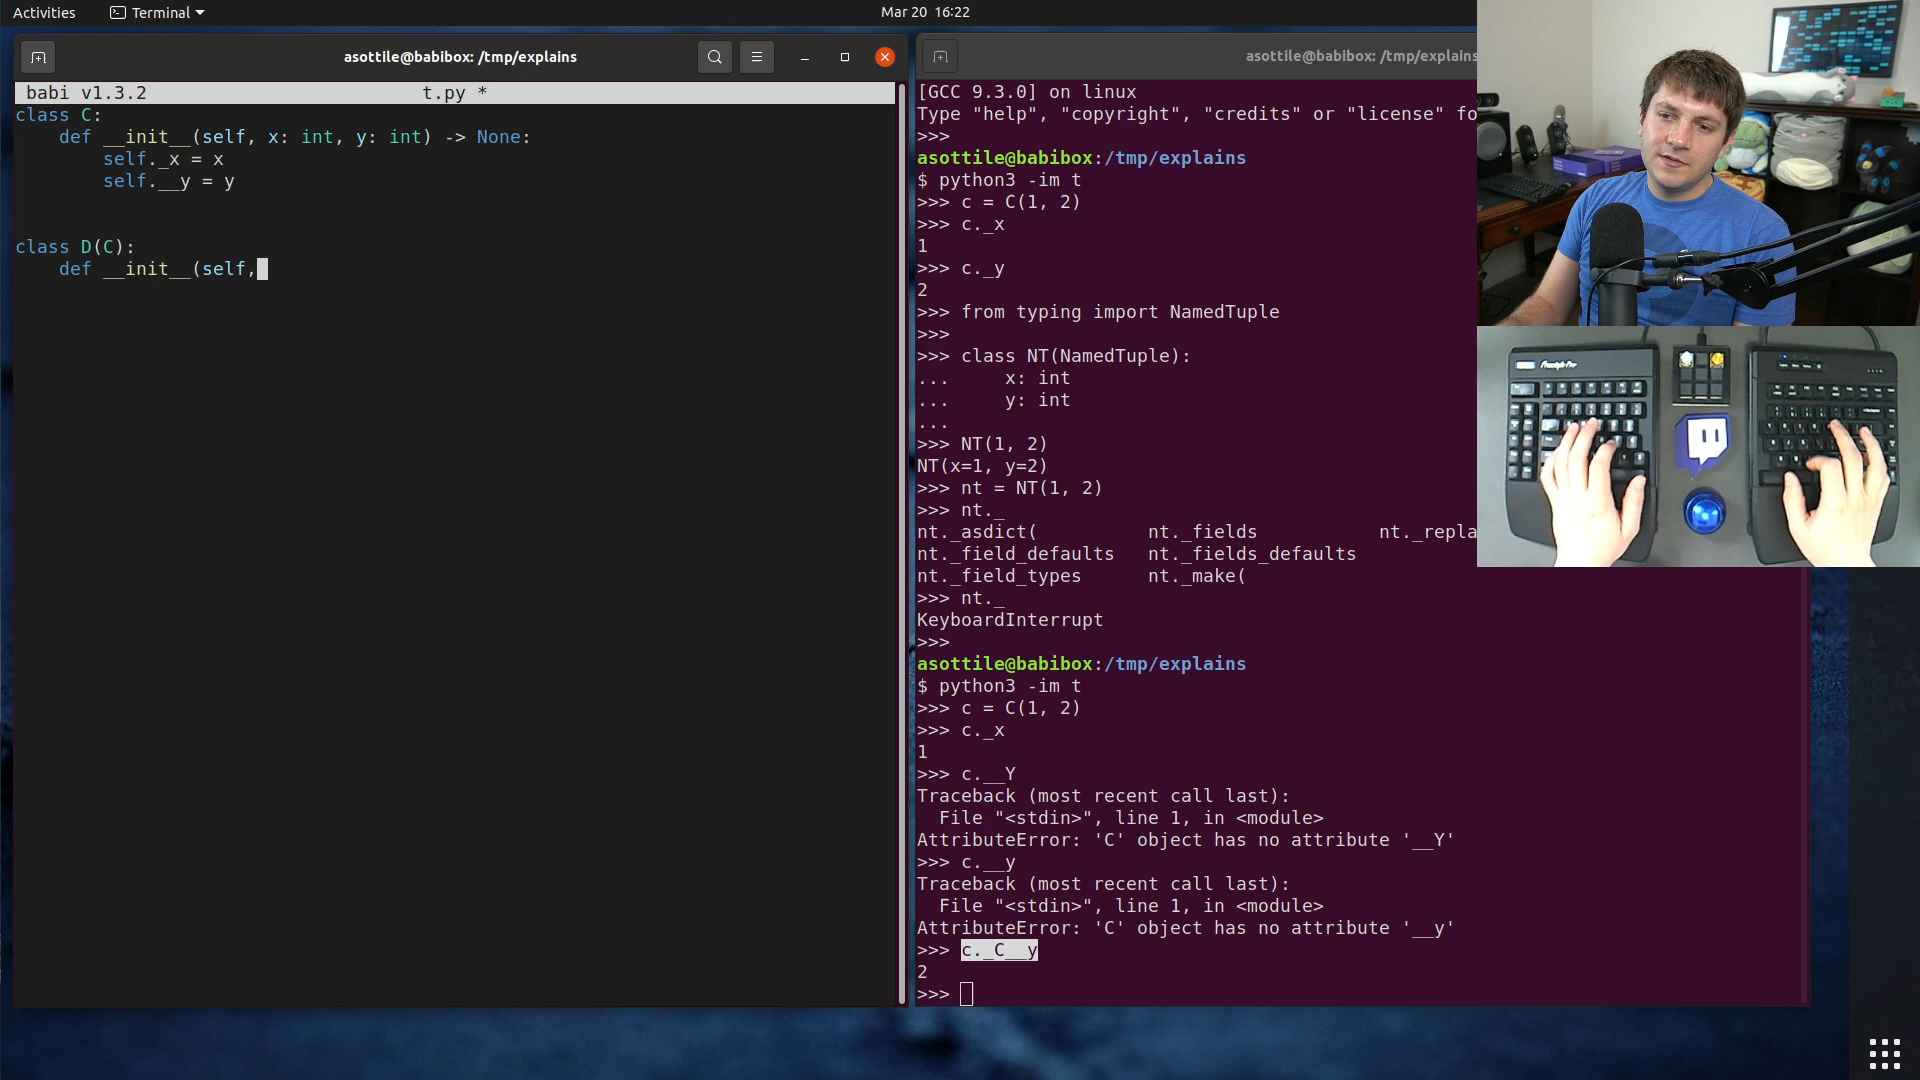 Activities
Terminal
Mar 20 16:22
asottile@babibox: /tmp/explains
babi v1.3.2 t.py *
class C:
    def __init__(self, x: int, y: int) -> None:
        self._x = x
        self.__y = y
class D(C):
    def __init__(self,
asottile@babibox: /tmp/explains
[GCC 9.3.0] on linux
Type "help", "copyright", "credits" or "license" fo
>>>
asottile@babibox:/tmp/explains
$ python3 -im t
>>> c = C(1, 2)
>>> c._x
1
>>> c._y
2
>>> from typing import NamedTuple
>>>
>>> class NT(NamedTuple):
...     x: int
...     y: int
...
>>> NT(1, 2)
NT(x=1, y=2)
>>> nt = NT(1, 2)
>>> nt._
nt._asdict(          nt._fields           nt._repla
nt._field_defaults   nt._fields_defaults
nt._field_types      nt._make(
>>> nt._
KeyboardInterrupt
>>>
asottile@babibox:/tmp/explains
$ python3 -im t
>>> c = C(1, 2)
>>> c._x
1
>>> c.__Y
Traceback (most recent call last):
  File "<stdin>", line 1, in <module>
AttributeError: 'C' object has no attribute '__Y'
>>> c.__y
Traceback (most recent call last):
  File "<stdin>", line 1, in <module>
AttributeError: 'C' object has no attribute '__y'
>>> c._C__y
2
>>>
Freestyle Pro